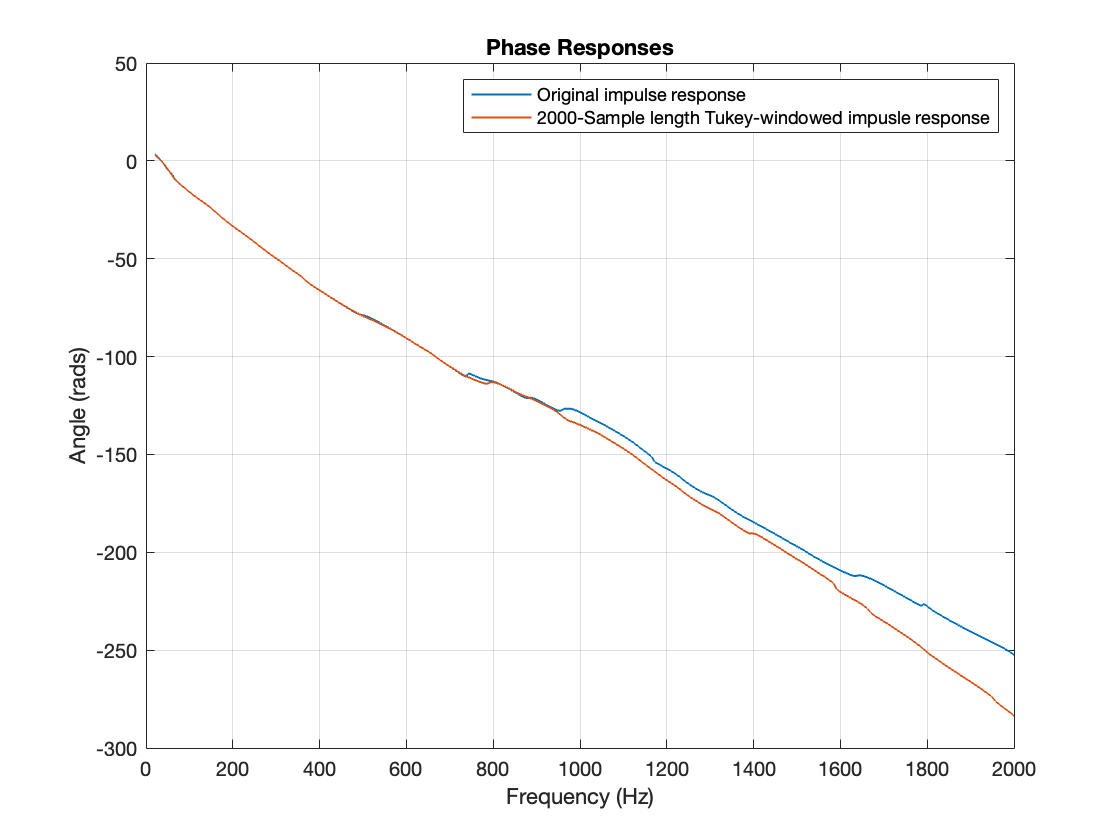 Phase Responses
Original impulse response
2000-Sample length Tukey-windowed impusle response
50
0
-50
-100
-150
-200
-250
-300
Angle (rads)
0 200 400 600 800 1000 1200 1400 1600 1800 2000
Frequency (Hz)